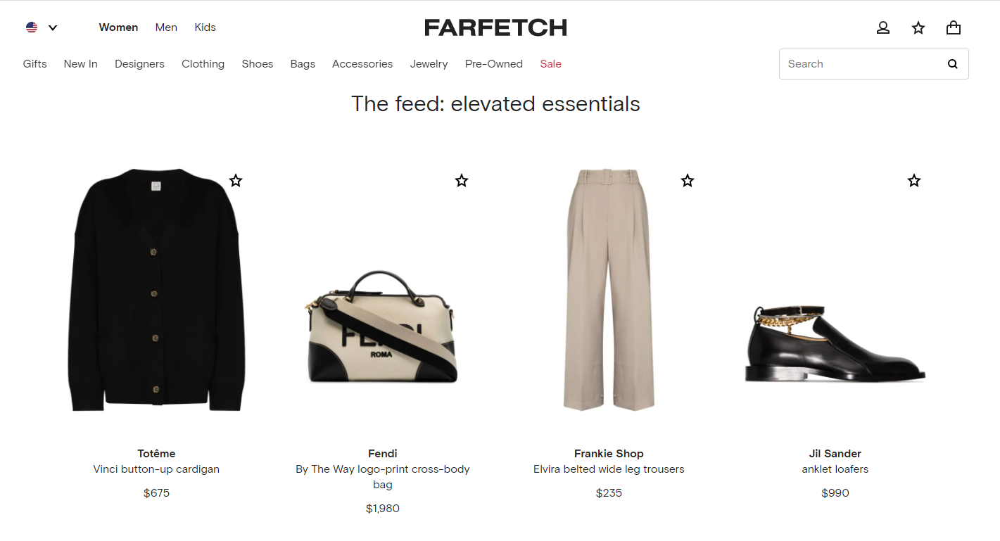 Women Men Kids
FARFETCH
Gifts New In Designers Clothing Shoes Bags Accessories Jewelry Pre-Owned Sale
Search
The feed: elevated essentials
ROMA
Totême
Vinci button-up cardigan
$675
Fendi
By The Way logo-print cross-body
bag
$1,980
Frankie Shop
Elvira belted wide leg trousers
$235
Jil Sander
anklet loafers
$990